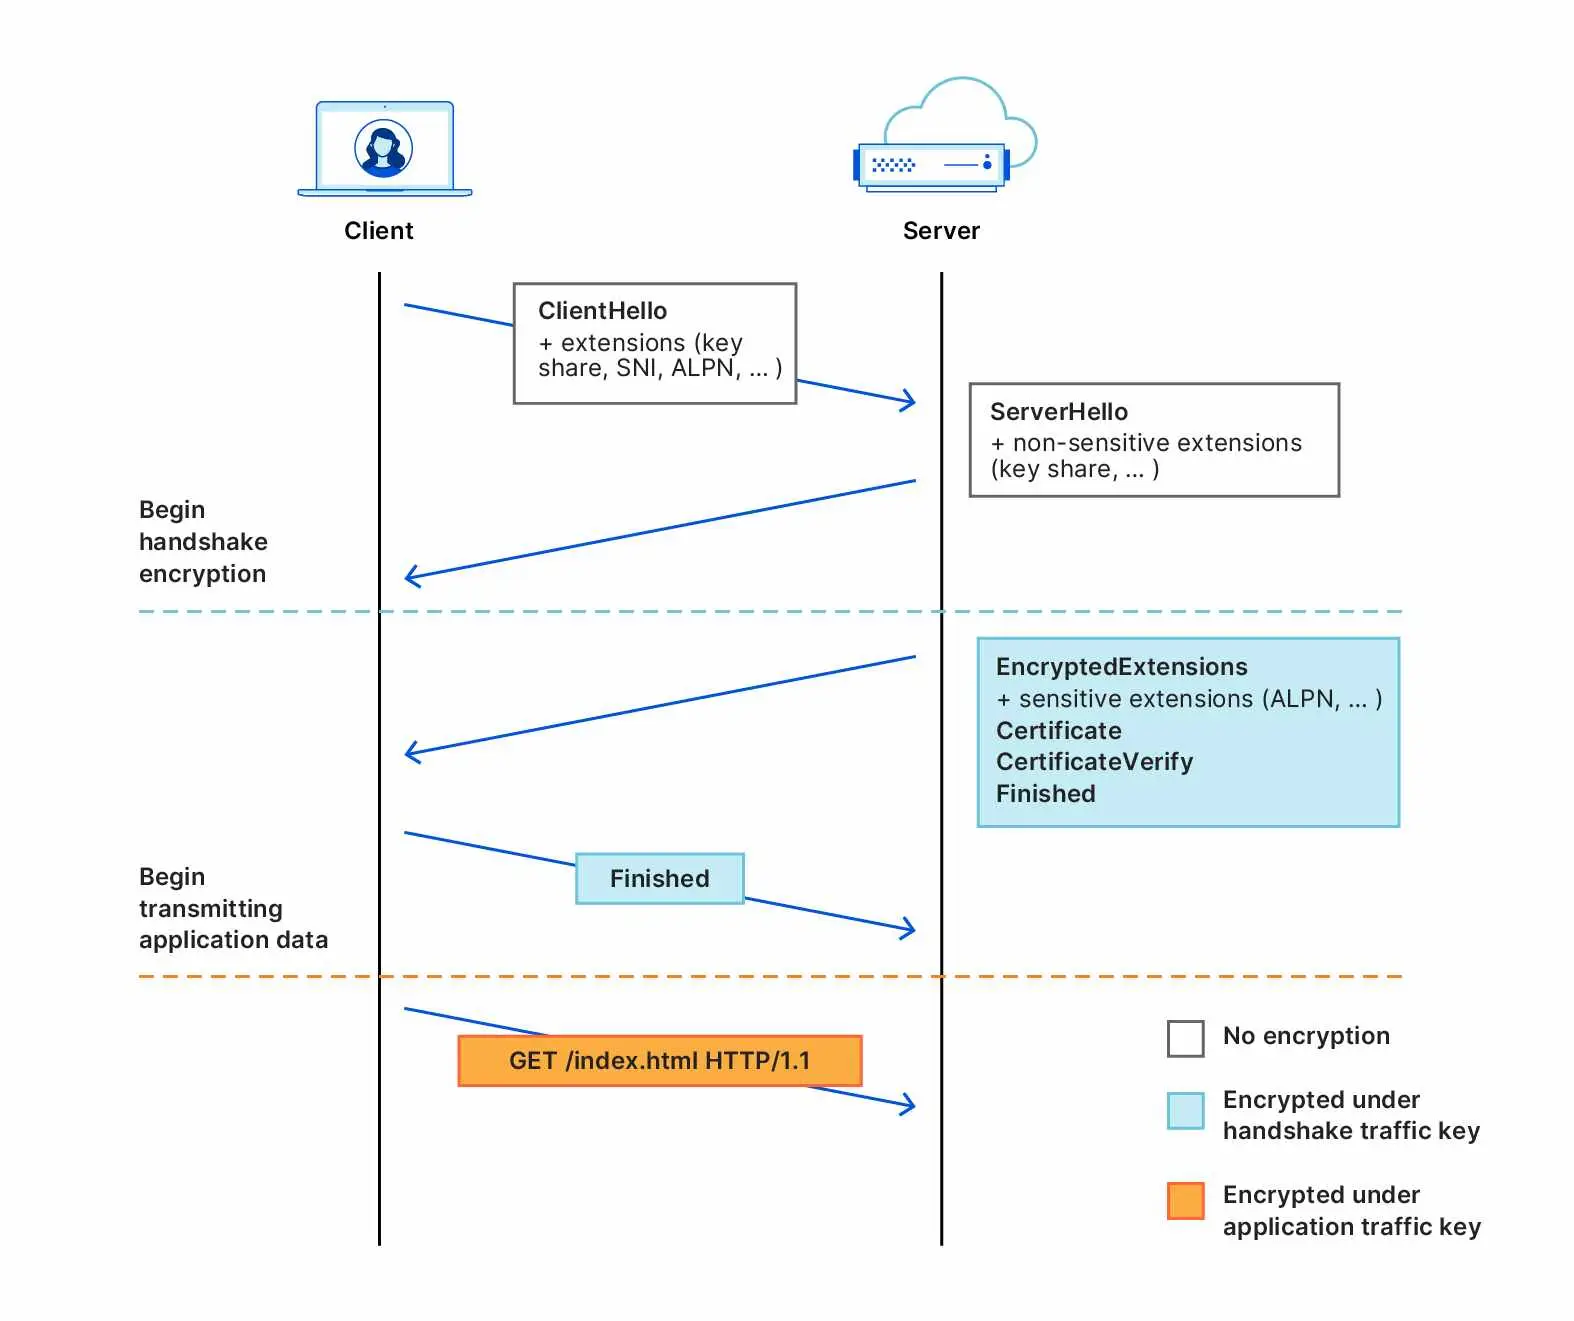 Client
Server
ClientHello
+ extensions (key
share, SNI, ALPN, ... )
ServerHello
+ non-sensitive extensions
(key share, ... )
Begin
handshake
encryption
EncryptedExtensions
+ sensitive extensions (ALPN, ... )
Certificate
CertificateVerify
Finished
Finished
Begin
transmitting
application data
GET /index.html HTTP/1.1
No encryption
Encrypted under
handshake traffic key
Encrypted under
application traffic key